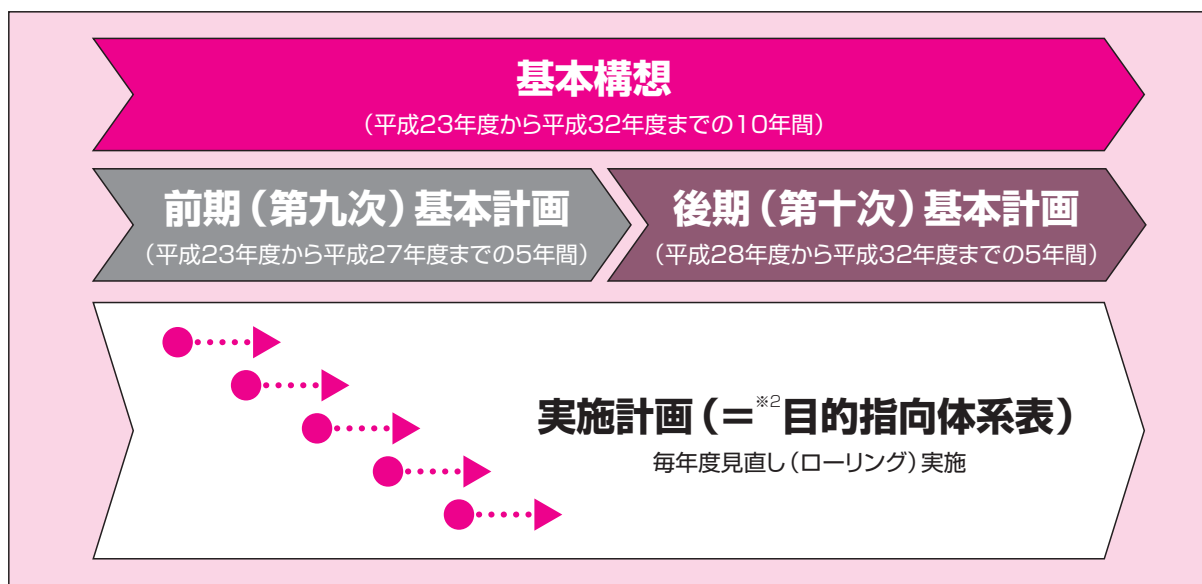 基本構想
（平成23年度から平成32年度までの10年間）
前期（第九次）基本計画
（平成23年度から平成27年度までの5年間）
後期（第十次）基本計画
（平成28年度から平成32年度までの5年間）
実施計画（＝※2目的指向体系表）
毎年度見直し（ローリング）実施